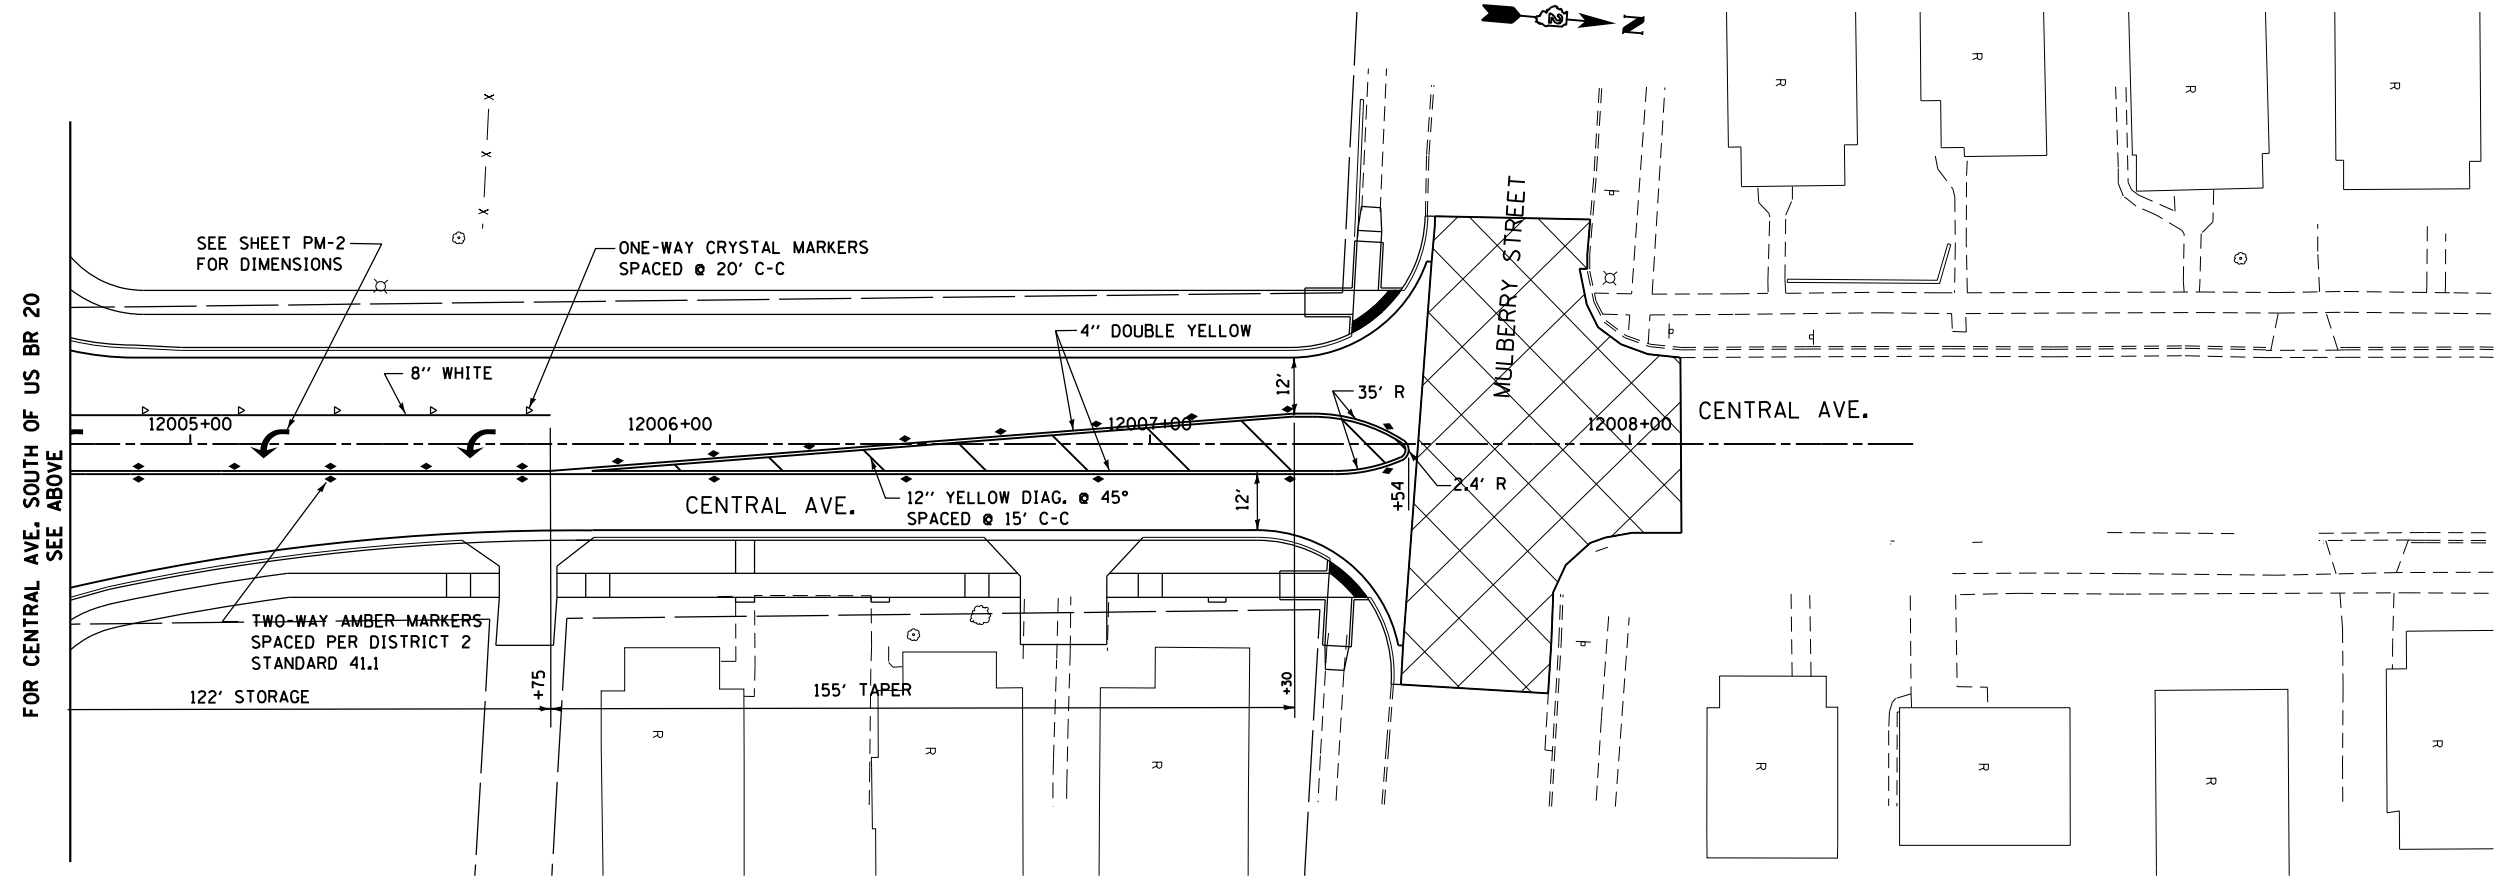 2
N
FOR CENTRAL AVE. SOUTH OF US BR 20
SEE ABOVE
SEE SHEET PM-2
FOR DIMENSIONS
X
X
X
ONE-WAY CRYSTAL MARKERS
SPACED @ 20' C-C
8'' WHITE
4'' DOUBLE YELLOW
MULBERRY STREET
12'
35' R
12005+00
12006+00
12007+00
12008+00
CENTRAL AVE.
CENTRAL AVE.
12'' YELLOW DIAG. @ 45°
SPACED @ 15' C-C
12'
+54
2.4' R
TWO-WAY AMBER MARKERS
SPACED PER DISTRICT 2
STANDARD 41.1
122' STORAGE
+75
155' TAPER
+30
R
R
R
R
P
P
P
P
R
R
R
R
R
R
R